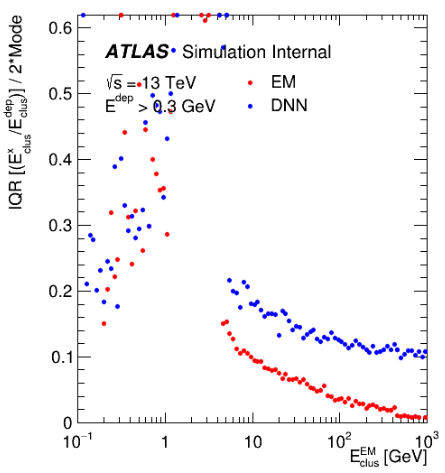 ATLAS Simulation Internal
√s = 13 TeV
E^dep > 0.3 GeV
EM
DNN
IQR [(E^x_clus/E^dep_clus)] / 2*Mode
0.6
0.5
0.4
0.3
0.2
0.1
0
10^-1 1 10 10^2 10^3
E^EM_clus [GeV]